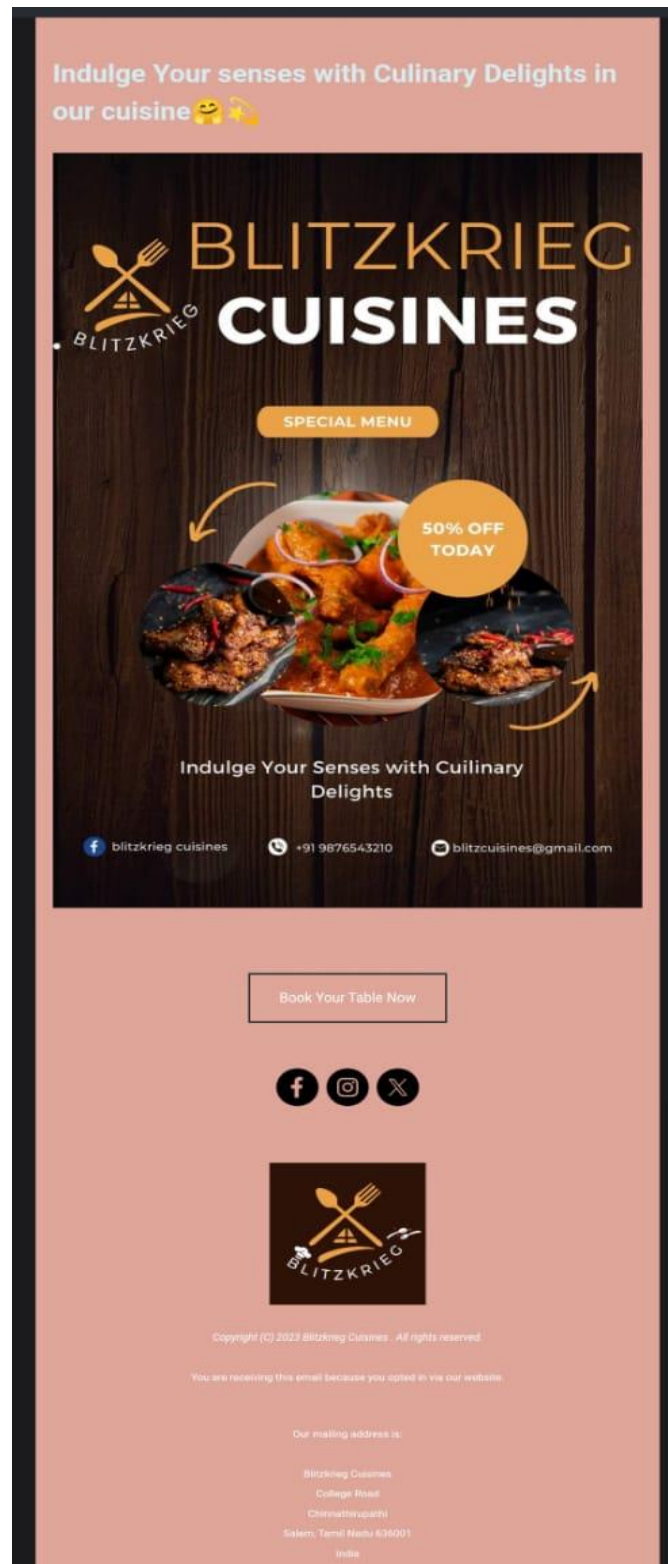 Indulge Your senses with Culinary Delights in
our cuisine🤗💫
BLITZKRIEG
CUISINES
BLITZKRIEG
SPECIAL MENU
50% OFF
TODAY
Indulge Your Senses with Cuilinary
Delights
blitzkrieg cuisines
+91 9876543210
blitzcuisines@gmail.com
Book Your Table Now
BLITZKRIEG
Copyright (C) 2023 Blitzkrieg Cuisines . All rights reserved.
You are receiving this email because you opted in via our website.
Our mailing address is:
Blitzkrieg Cuisines
College Road
Chinnathirupathi
Salem, Tamil Nadu 636001
India